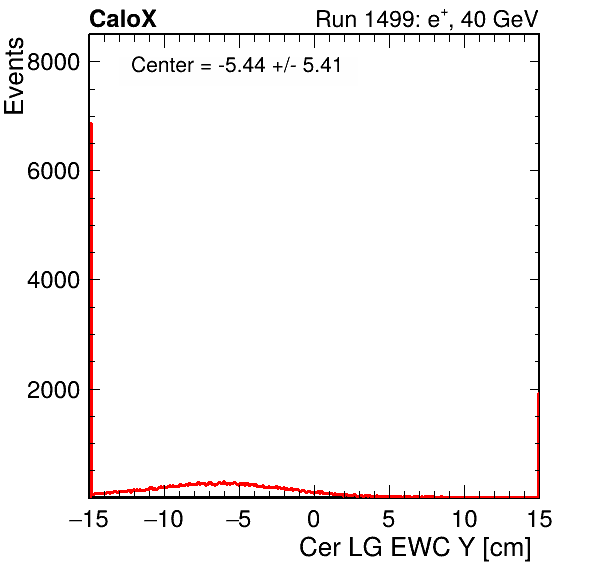 CaloX Run 1499: e+, 40 GeV
Center = -5.44 +/- 5.41
Events
8000
6000
4000
2000
−15 −10 −5 0 5 10 15
Cer LG EWC Y [cm]